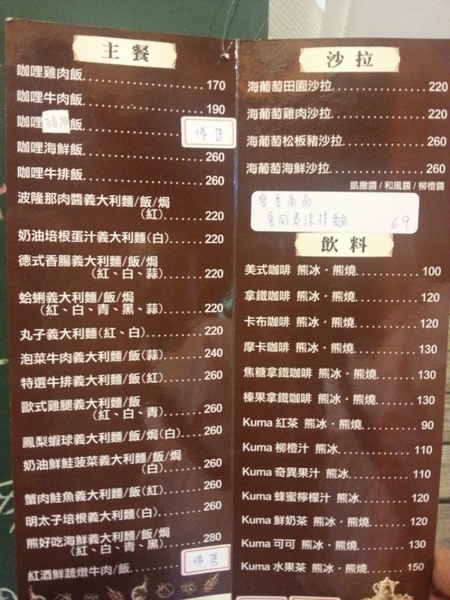 主餐
咖哩雞肉飯 170
咖哩牛肉飯 190
咖哩 飯 停售
咖哩海鮮飯 260
咖哩牛排飯 260
波隆那肉醬義大利麵/飯/焗
(紅) 220
奶油培根蛋汁義大利麵(白) 220
德式香腸義大利麵/飯/焗
(紅、白、蒜) 220
蛤蜊義大利麵/飯/焗
(紅、白、青、黑、蒜) 220
丸子義大利麵(紅、白) 220
泡菜牛肉義大利麵/飯(蒜) 240
特選牛排義大利麵/飯(紅) 260
歐式雞腿義大利麵/飯
(紅、白、青) 260
鳳梨蝦球義大利麵/飯/焗(白) 260
奶油鮮鮭菠菜義大利麵/飯/焗
(白) 260
蟹肉鮭魚義大利麵/飯(紅) 260
明太子培根義大利麵(白) 260
熊好吃海鮮義大利麵/飯/焗
(紅、白、青、黑) 280
紅酒鮮蔬燉牛肉/飯 停售
沙拉
海葡萄田園沙拉 220
海葡萄雞肉沙拉 220
海葡萄松板豬沙拉 260
海葡萄海鮮沙拉 260
凱撒醬/和風醬/柳橙醬
涼拌麵 69
飲料
美式咖啡 熊冰・熊燒 100
拿鐵咖啡 熊冰・熊燒 120
卡布咖啡 熊冰・熊燒 120
摩卡咖啡 熊冰・熊燒 130
焦糖拿鐵咖啡 熊冰・熊燒 130
榛果拿鐵咖啡 熊冰・熊燒 130
Kuma 紅茶 熊冰・熊燒 90
Kuma 柳橙汁 熊冰 110
Kuma 奇異果汁 熊冰 110
Kuma 蜂蜜檸檬汁 熊冰 120
Kuma 鮮奶茶 熊冰・熊燒 120
Kuma 可可 熊冰・熊燒 130
Kuma 水果茶 熊冰・熊燒 150